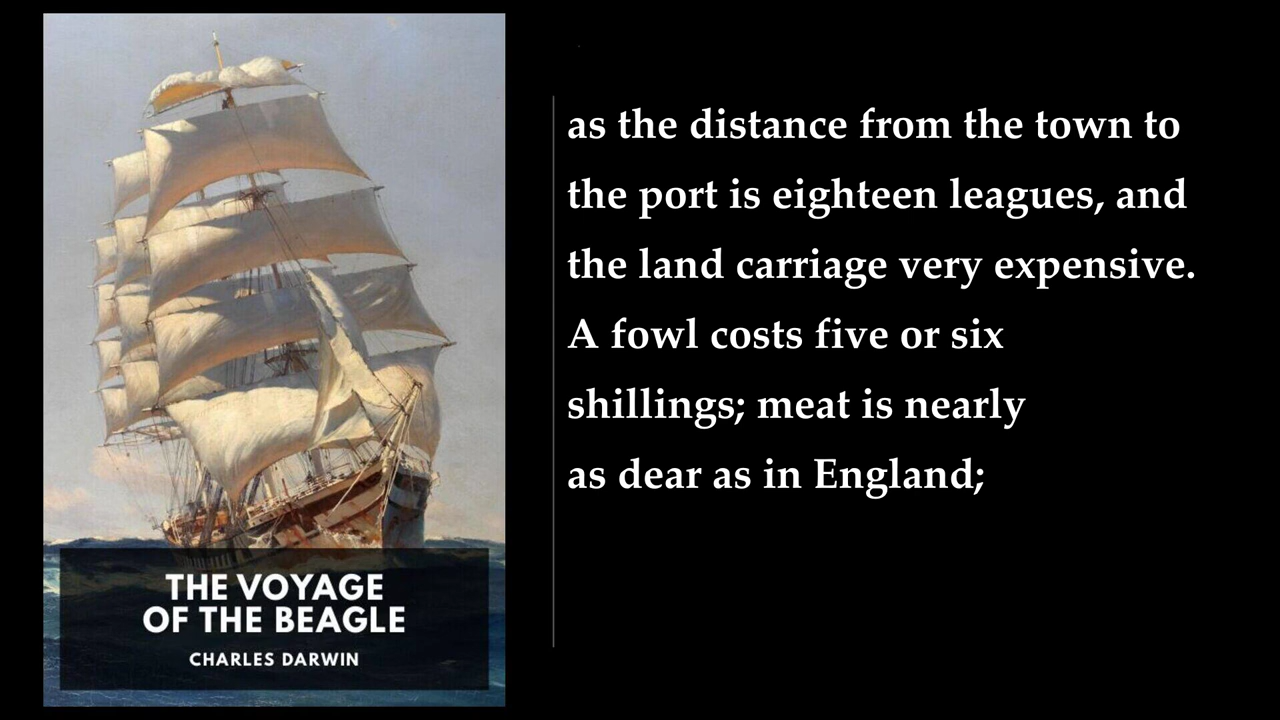 as the distance from the town to
the port is eighteen leagues, and
the land carriage very expensive.
A fowl costs five or six
shillings; meat is nearly
as dear as in England;
THE VOYAGE
OF THE BEAGLE
CHARLES DARWIN